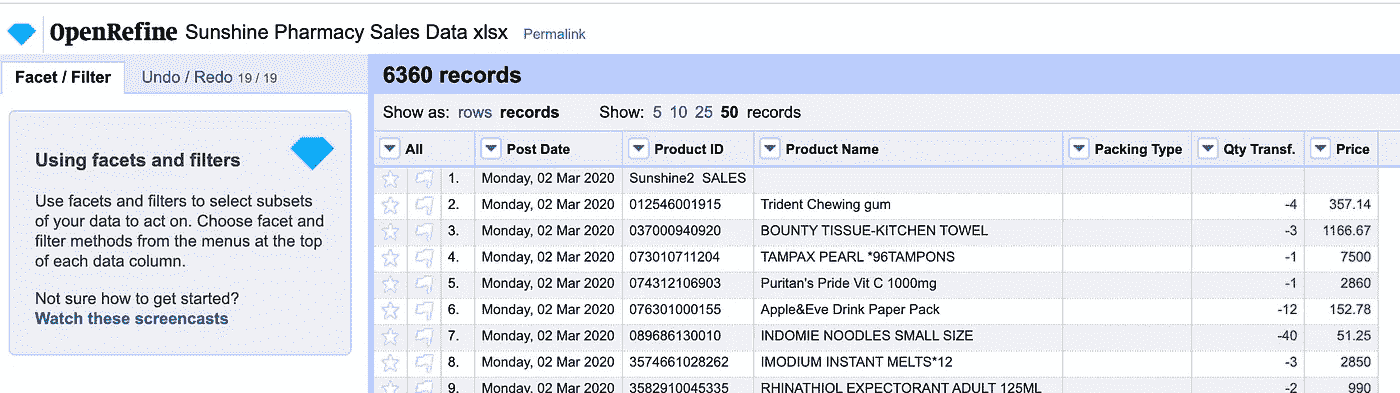 OpenRefine Sunshine Pharmacy Sales Data xlsx Permalink
Facet / Filter Undo / Redo 19 / 19
Using facets and filters
Use facets and filters to select subsets
of your data to act on. Choose facet and
filter methods from the menus at the top
of each data column.
Not sure how to get started?
Watch these screencasts
6360 records
Show as: rows records Show: 5 10 25 50 records
All Post Date Product ID Product Name Packing Type Qty Transf. Price
1. Monday, 02 Mar 2020 Sunshine2 SALES
2. Monday, 02 Mar 2020 012546001915 Trident Chewing gum -4 357.14
3. Monday, 02 Mar 2020 037000940920 BOUNTY TISSUE-KITCHEN TOWEL -3 1166.67
4. Monday, 02 Mar 2020 073010711204 TAMPAX PEARL *96TAMPONS -1 7500
5. Monday, 02 Mar 2020 074312106903 Puritan's Pride Vit C 1000mg -1 2860
6. Monday, 02 Mar 2020 076301000155 Apple&Eve Drink Paper Pack -12 152.78
7. Monday, 02 Mar 2020 089686130010 INDOMIE NOODLES SMALL SIZE -40 51.25
8. Monday, 02 Mar 2020 3574661028262 IMODIUM INSTANT MELTS*12 -3 2850
9. Monday, 02 Mar 2020 3582910045335 RHINATHIOL EXPECTORANT ADULT 125ML -2 990